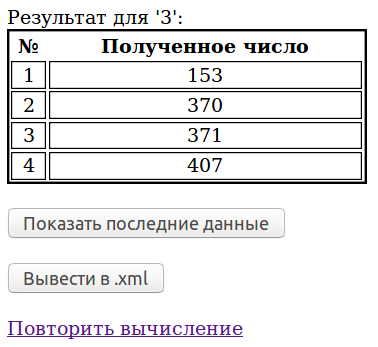 Результат для '3':
№ Полученное число
1 153
2 370
3 371
4 407
Показать последние данные
Вывести в .xml
Повторить вычисление